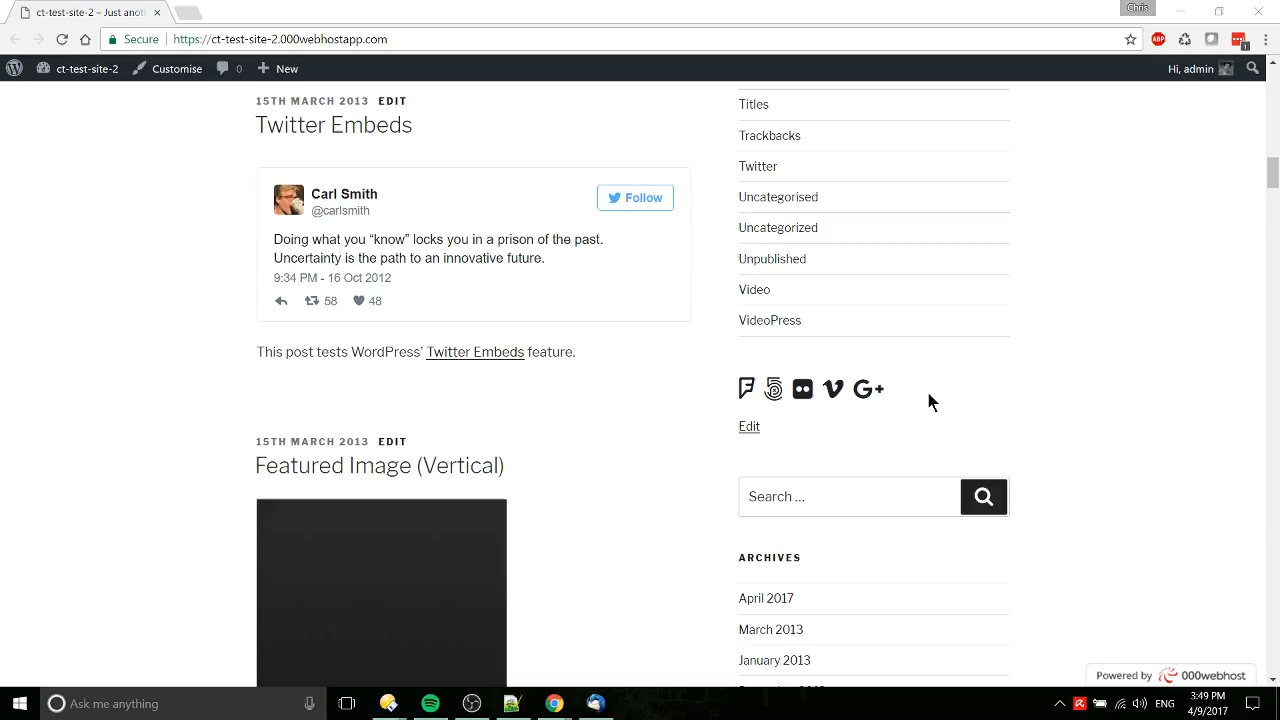 ct-test-site-2 – Just anoth
Chris
Secure
https://ct-test-site-2.000webhostapp.com
ct-test-site-2
Customise
0
New
Hi, admin
15TH MARCH 2013 EDIT
Twitter Embeds
Carl Smith
@carlsmith
Follow
Doing what you “know” locks you in a prison of the past.
Uncertainty is the path to an innovative future.
9:34 PM - 16 Oct 2012
58 48
This post tests WordPress’ Twitter Embeds feature.
15TH MARCH 2013 EDIT
Featured Image (Vertical)
Titles
Trackbacks
Twitter
Uncategorised
Uncategorized
Unpublished
Video
VideoPress
G+
Edit
Search …
ARCHIVES
April 2017
March 2013
January 2013
Powered by 000webhost
Ask me anything
ENG
3:49 PM
4/9/2017